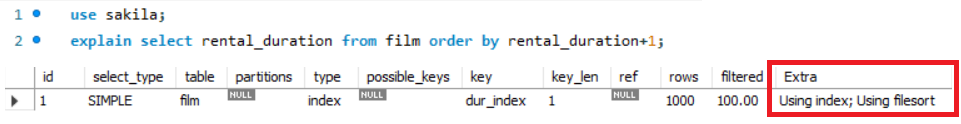 1 use sakila;
2 explain select rental_duration from film order by rental_duration+1;
id select_type table partitions type possible_keys key key_len ref rows filtered Extra
1 SIMPLE film NULL index NULL dur_index 1 NULL 1000 100.00 Using index; Using filesort